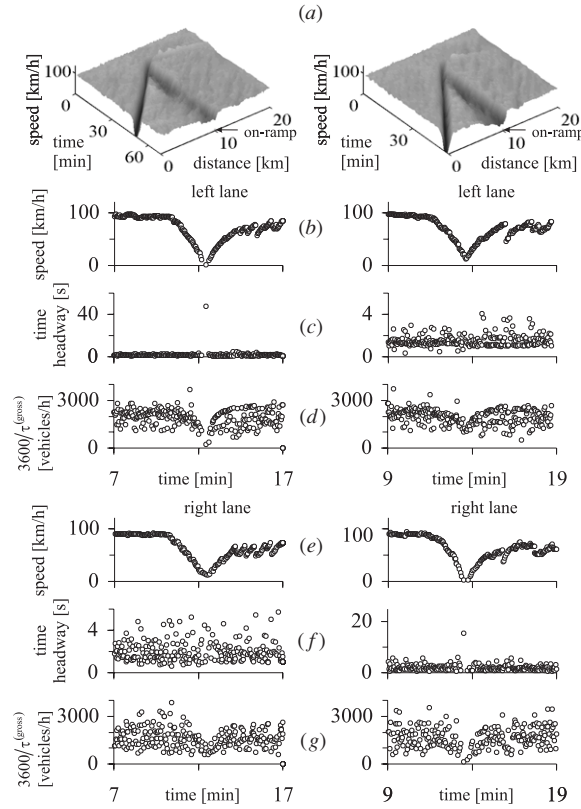 (a)
speed [km/h]
100
0
30
60
time
[min]
0
10
20
on-ramp
distance [km]
speed [km/h]
100
0
30
60
time
[min]
0
10
20
on-ramp
distance [km]
left lane
left lane
(b)
speed
[km/h]
100
0
100
0
(c)
time
headway [s]
40
0
4
0
(d)
3600/τ(gross)
[vehicles/h]
3000
0
3000
0
7 time [min] 17
9 time [min] 19
right lane
right lane
(e)
speed
[km/h]
100
0
100
0
(f)
time
headway [s]
4
0
20
0
(g)
3600/τ(gross)
[vehicles/h]
3000
0
3000
0
7 time [min] 17
9 time [min] 19